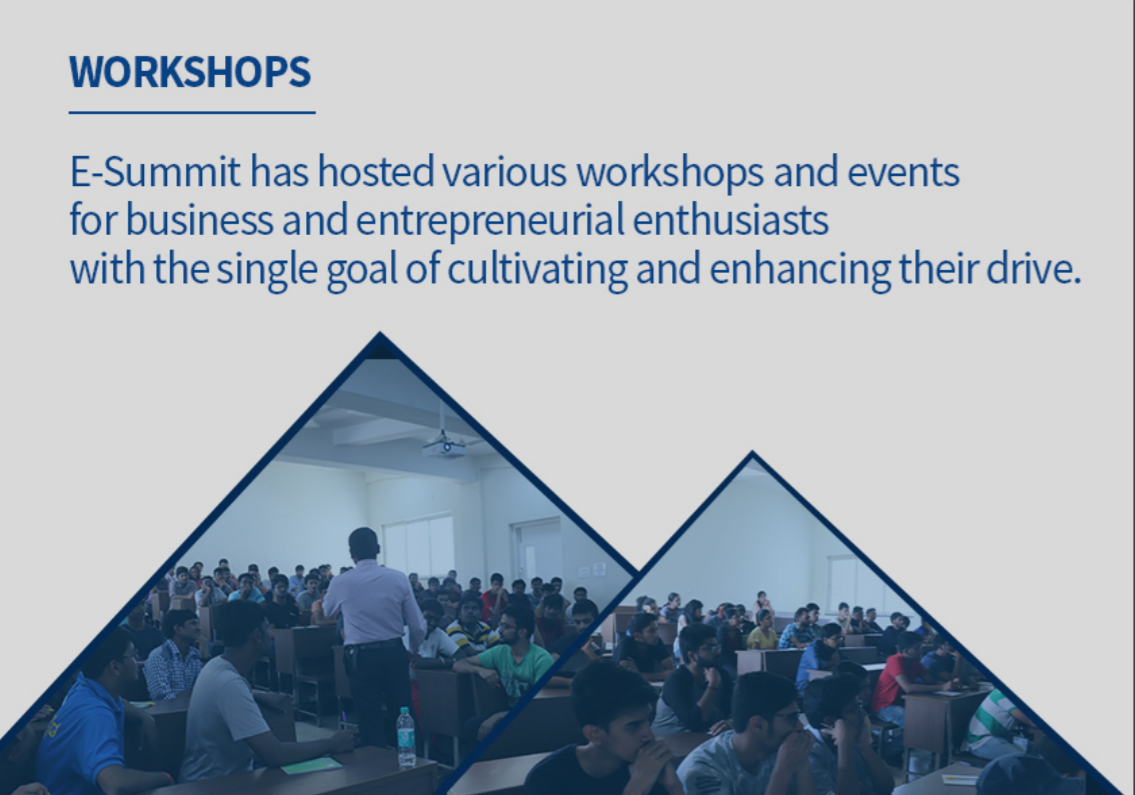 WORKSHOPS
E-Summit has hosted various workshops and events
for business and entrepreneurial enthusiasts
with the single goal of cultivating and enhancing their drive.